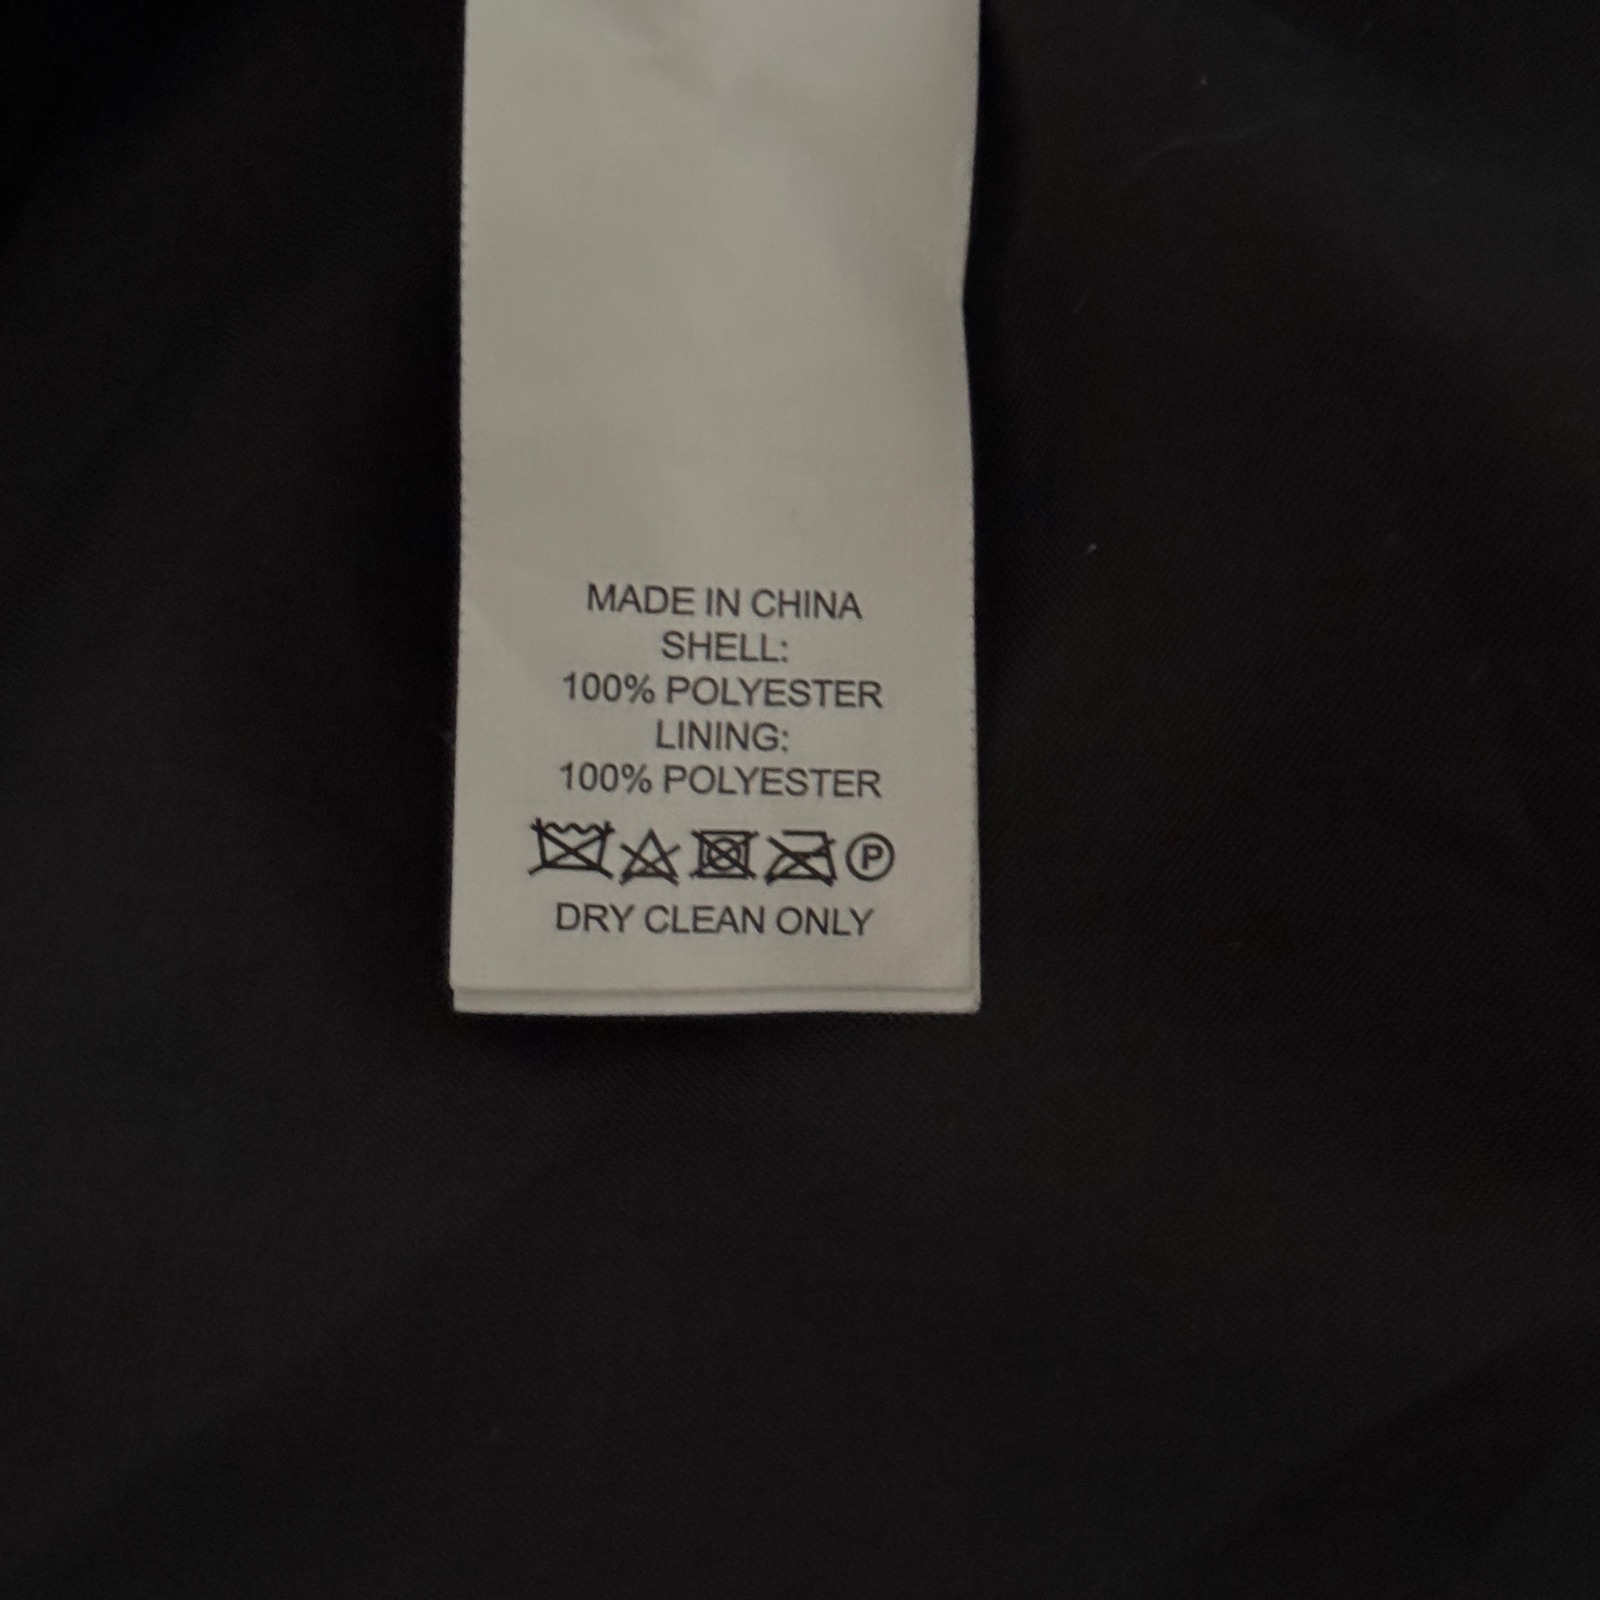 MADE IN CHINA
SHELL:
100% POLYESTER
LINING:
100% POLYESTER
P
DRY CLEAN ONLY